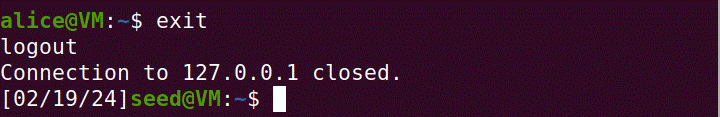 alice@VM:~$ exit
logout
Connection to 127.0.0.1 closed.
[02/19/24]seed@VM:~$